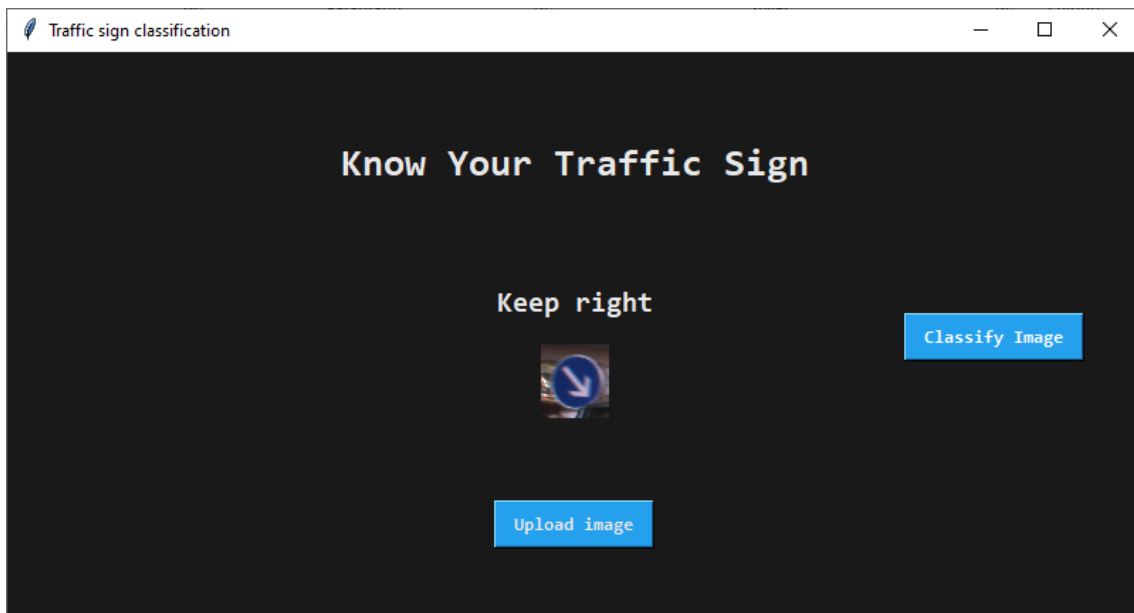 Traffic sign classification
Know Your Traffic Sign
Keep right
Classify Image
Upload image